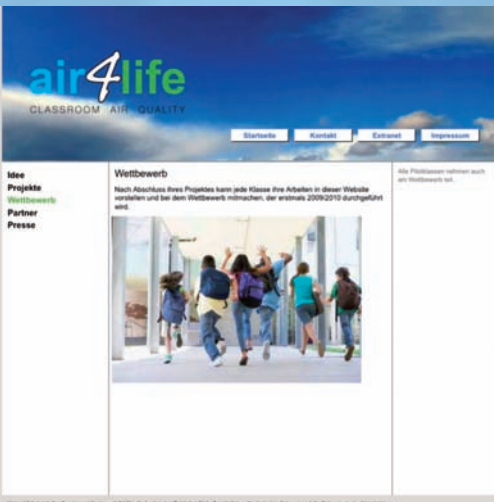 air4life
CLASSROOM AIR QUALITY
Startseite Kontakt Extranet Impressum
Idee
Projekte
Wettbewerb
Partner
Presse
Wettbewerb
Nach Abschluss ihres Projektes kann jede Klasse ihre Arbeiten in dieser Website
vorstellen und bei dem Wettbewerb mitmachen, der erstmals 2009/2010 durchgeführt
wird.
Alle Pilotklassen nehmen auch
am Wettbewerb teil.